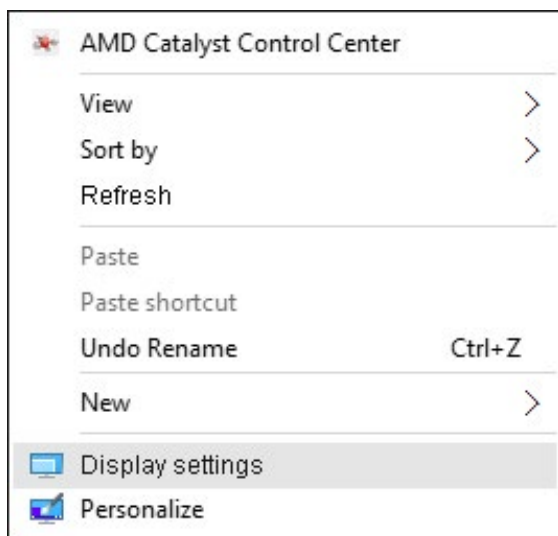 AMD Catalyst Control Center
View
Sort by
Refresh
Paste
Paste shortcut
Undo Rename Ctrl+Z
New
Display settings
Personalize